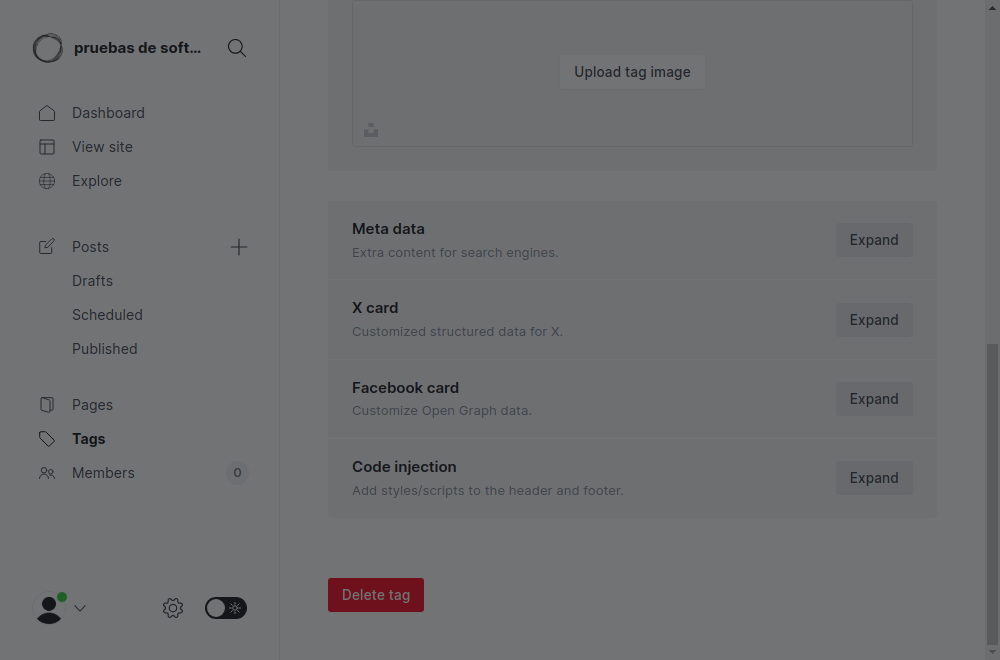 pruebas de soft...
Dashboard
View site
Explore
Posts
Drafts
Scheduled
Published
Pages
Tags
Members
0
Upload tag image
Meta data
Extra content for search engines.
Expand
X card
Customized structured data for X.
Expand
Facebook card
Customize Open Graph data.
Expand
Code injection
Add styles/scripts to the header and footer.
Expand
Delete tag